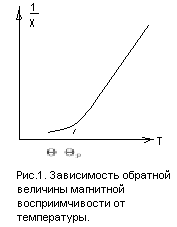 1
X
T
Θ Θp
Рис.1. Зависимость обратной
величины магнитной
восприимчивости от
температуры.